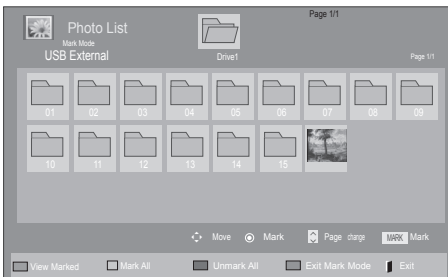 Page 1/1
Photo List
Mark Mode
USB External
Drive1
Page 1/1
01 02 03 04 05 06 07 08 09
10 11 12 13 14 15
Move Mark Page change MARK Mark
View Marked Mark All Unmark All Exit Mark Mode Exit